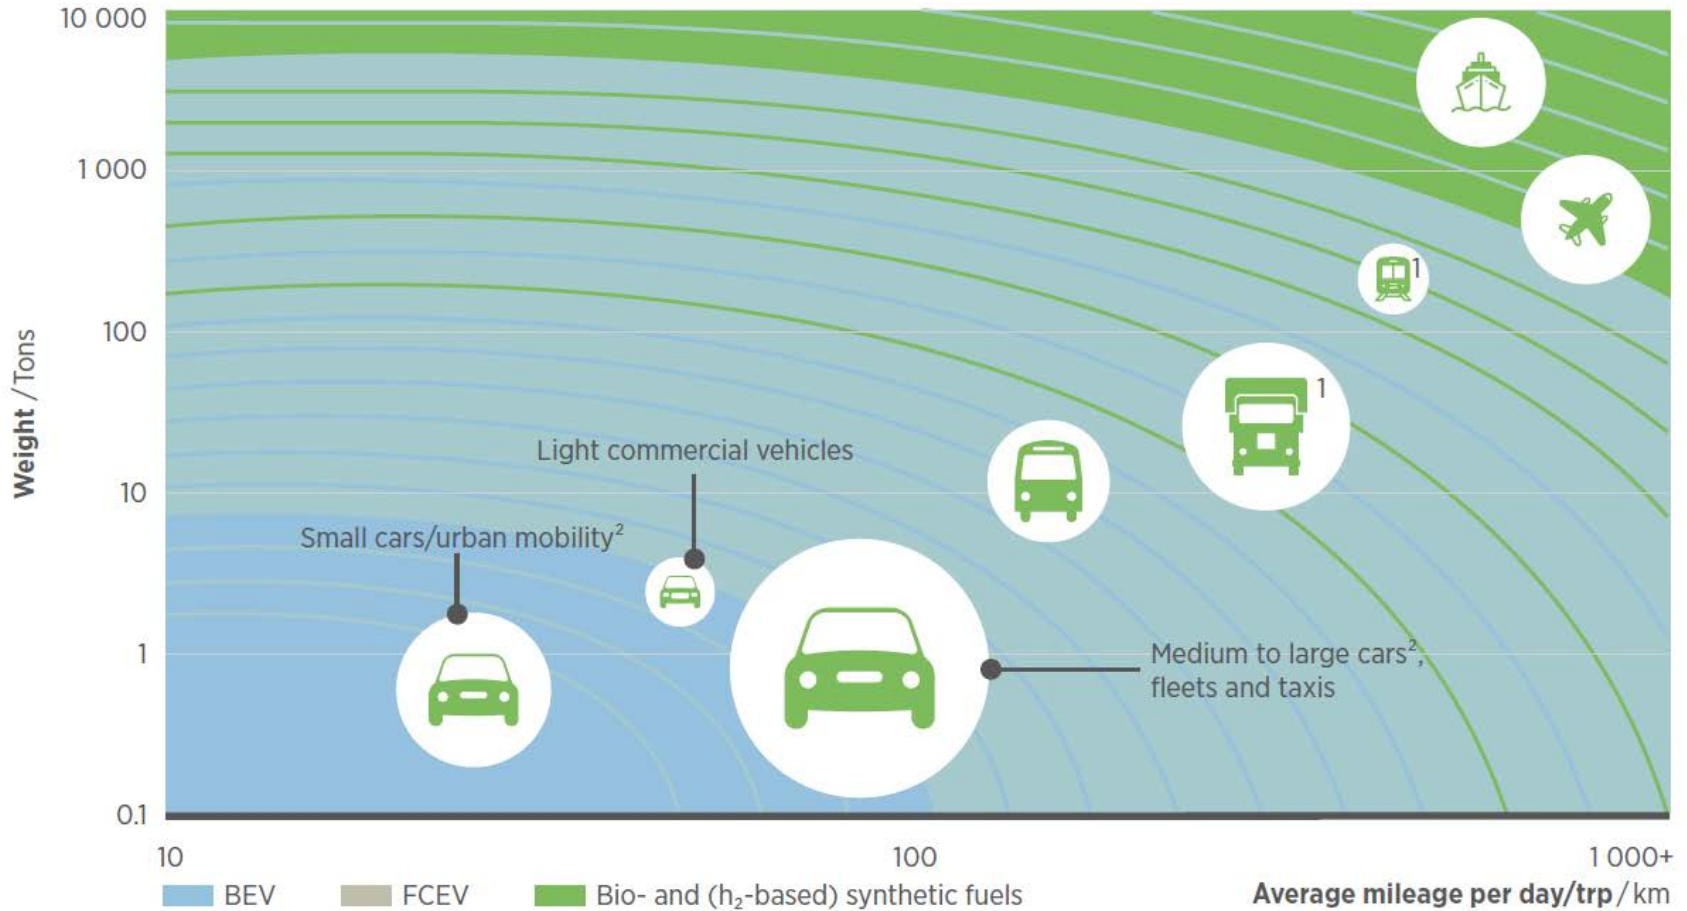 10 000
1 000
100
10
1
0.1
Weight / Tons
Light commercial vehicles
Small cars/urban mobility²
Medium to large cars²,
fleets and taxis
1
1
10
100
1 000+
BEV
FCEV
Bio- and (h₂-based) synthetic fuels
Average mileage per day/trp / km